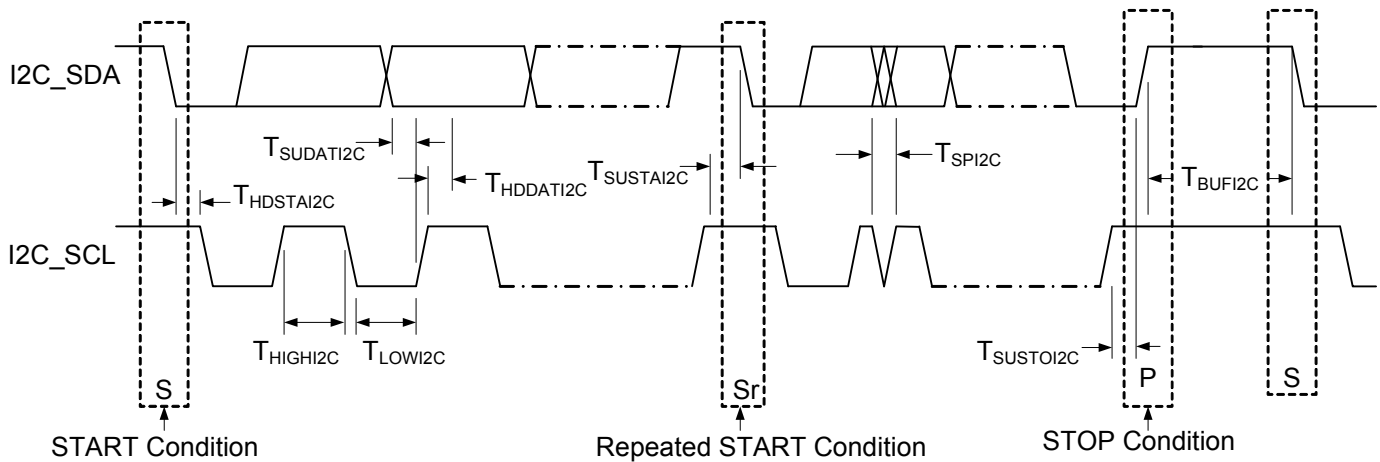 I2C_SDA
TSUDATI2C
THDDATI2C
TSUSTAI2C
TSPI2C
TBUFI2C
THDSTAI2C
I2C_SCL
THIGHI2C
TLOWI2C
TSUSTOI2C
S
Sr
P
S
START Condition
Repeated START Condition
STOP Condition